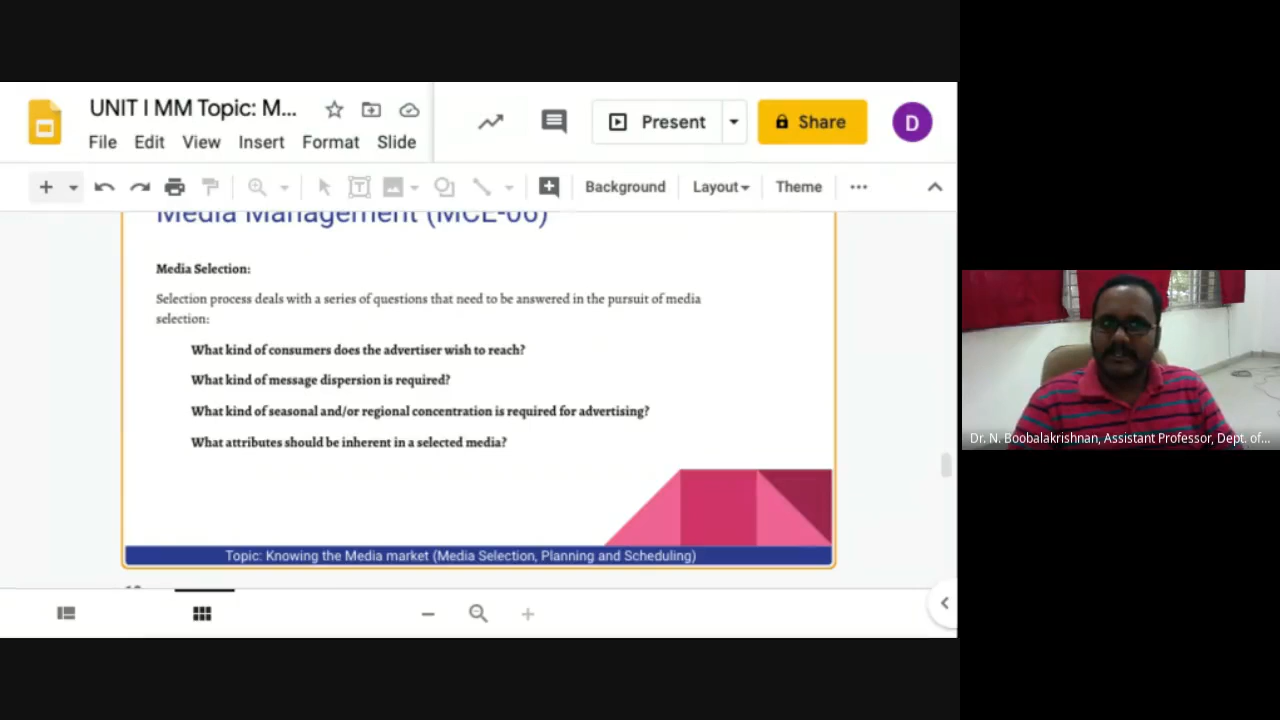 UNIT I MM Topic: M...
File Edit View Insert Format Slide
Present
Share
D
Background Layout Theme
Media Management (MCE-06)
Media Selection:
Selection process deals with a series of questions that need to be answered in the pursuit of media
selection:
What kind of consumers does the advertiser wish to reach?
What kind of message dispersion is required?
What kind of seasonal and/or regional concentration is required for advertising?
What attributes should be inherent in a selected media?
Topic: Knowing the Media market (Media Selection, Planning and Scheduling)
Dr. N. Boobalakrishnan, Assistant Professor, Dept. of...